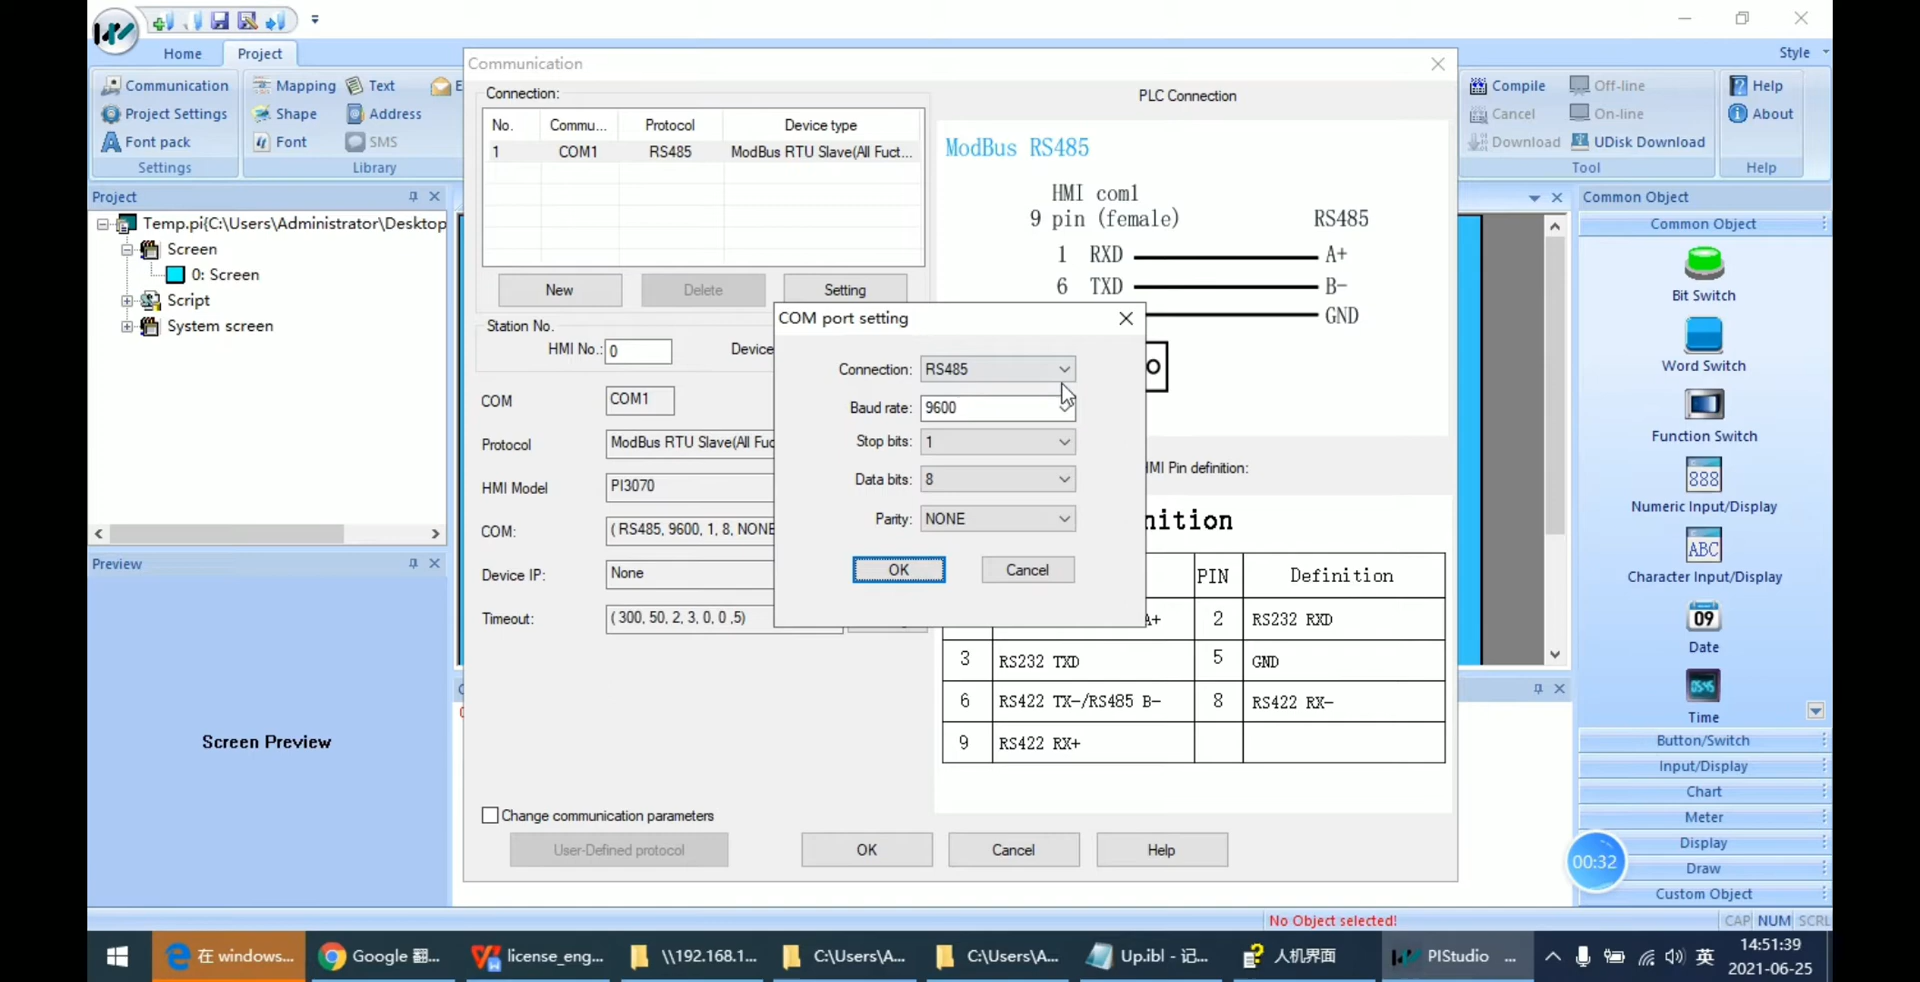 Home
Project
Style
Communication
Project Settings
Font pack
Settings
Mapping
Text
E
Shape
Address
Font
SMS
Library
Compile
Off-line
Cancel
On-line
Download
UDisk Download
Tool
Help
About
Help
Project
Temp.pi{C:\Users\Administrator\Desktop
Screen
0: Screen
Script
System screen
Preview
Screen Preview
Communication
Connection:
No. Commu... Protocol Device type
1 COM1 RS485 ModBus RTU Slave(All Fuct...
New
Delete
Setting
Station No.
HMI No.: 0
Device
COM
COM1
Protocol
ModBus RTU Slave(All Fuc
HMI Model
PI3070
COM:
( RS485, 9600, 1, 8, NONE
Device IP:
None
Timeout:
( 300, 50, 2, 3, 0, 0 ,5)
Change communication parameters
User-Defined protocol
OK
Cancel
Help
PLC Connection
ModBus RS485
HMI com1
9 pin (female) RS485
1 RXD A+
6 TXD B-
GND
COM port setting
Connection: RS485
Baud rate: 9600
Stop bits: 1
Data bits: 8
Parity: NONE
OK
Cancel
HMI Pin definition:
nition
PIN Definition
A+ 2 RS232 RXD
3 RS232 TXD 5 GND
6 RS422 TX-/RS485 B- 8 RS422 RX-
9 RS422 RX+
Common Object
Common Object
Bit Switch
Word Switch
Function Switch
888
Numeric Input/Display
ABC
Character Input/Display
09
Date
05:45
Time
Button/Switch
Input/Display
Chart
Meter
Display
Draw
Custom Object
00:32
No Object selected!
CAP NUM SCRL
在 windows...
Google 翻...
license_eng...
\\192.168.1...
C:\Users\A...
C:\Users\A...
Up.ibl - 记...
人机界面
PIStudio ...
英
14:51:39
2021-06-25